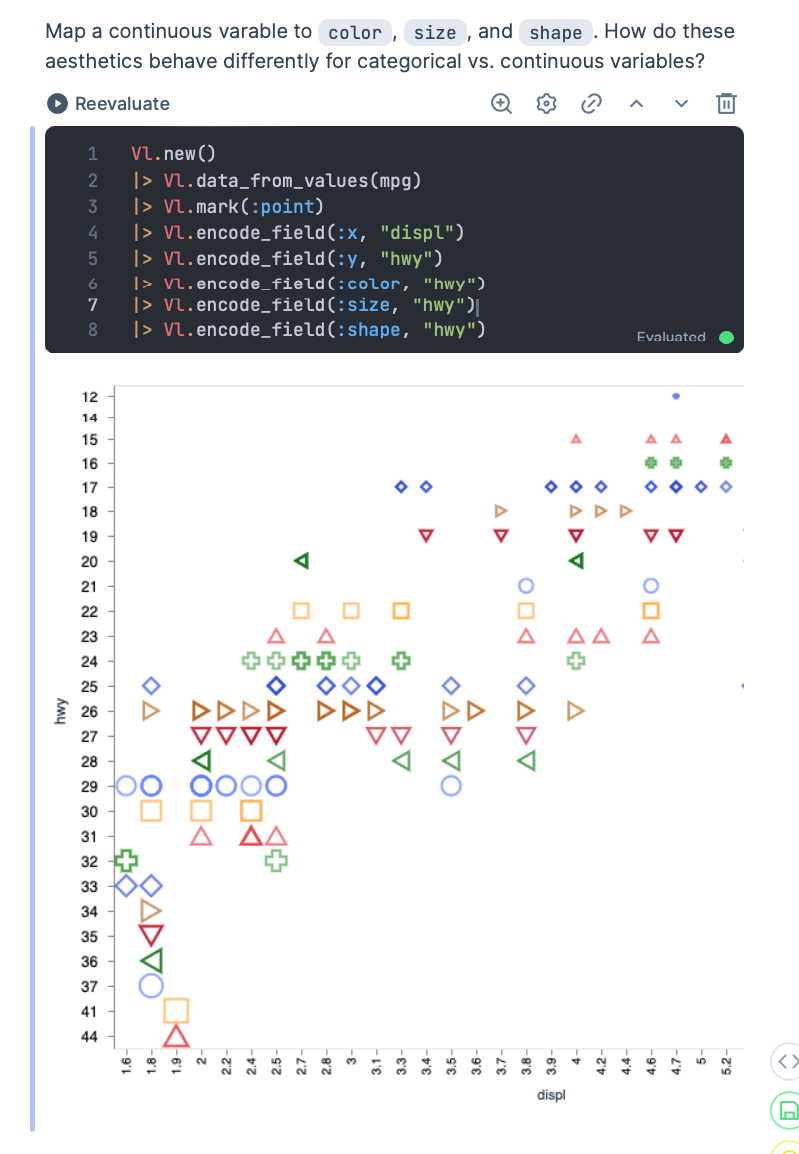 Map a continuous varable to color , size , and shape . How do these
aesthetics behave differently for categorical vs. continuous variables?
Reevaluate
1 Vl.new()
2 |> Vl.data_from_values(mpg)
3 |> Vl.mark(:point)
4 |> Vl.encode_field(:x, "displ")
5 |> Vl.encode_field(:y, "hwy")
6 |> Vl.encode_field(:color, "hwy")
7 |> Vl.encode_field(:size, "hwy")
8 |> Vl.encode_field(:shape, "hwy")
Evaluated
12
14
15
16
17
18
19
20
21
22
23
24
25
26
27
28
29
30
31
32
33
34
35
36
37
41
44
hwy
1.6 1.8 1.9 2 2.2 2.4 2.5 2.7 2.8 3 3.1 3.3 3.4 3.5 3.6 3.7 3.8 3.9 4 4.2 4.4 4.6 4.7 5 5.2
displ